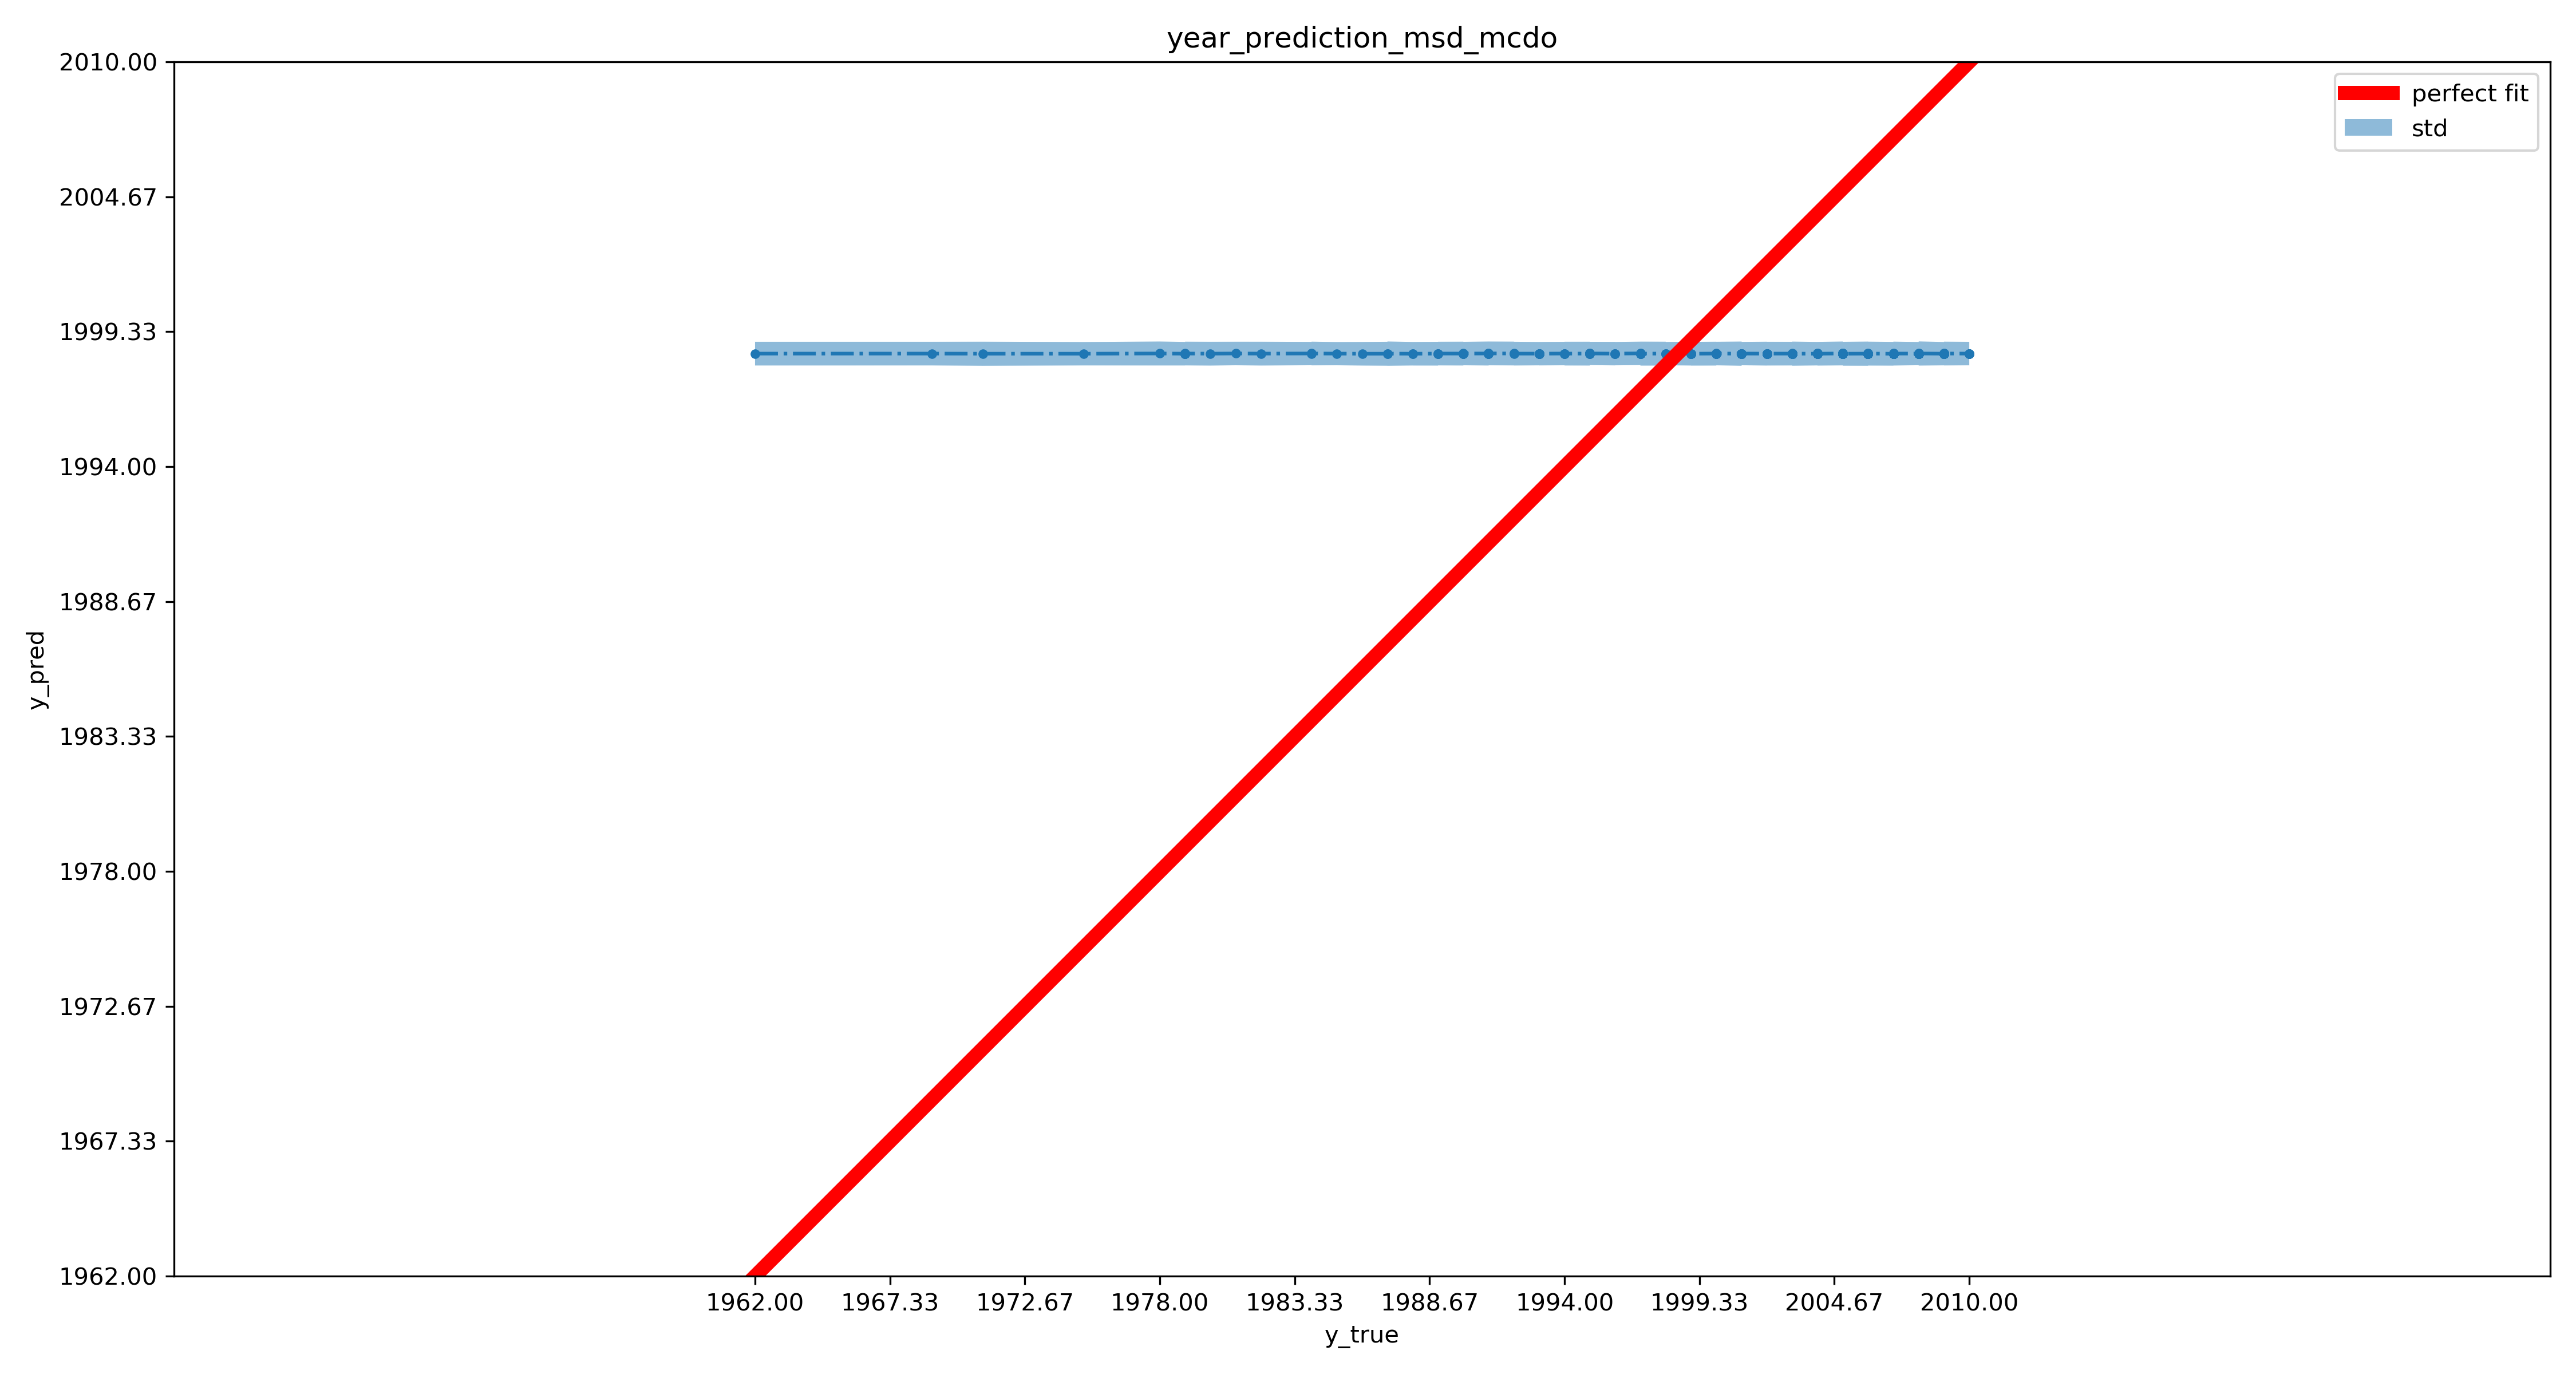 year_prediction_msd_mcdo
perfect fit
std
2010.00
2004.67
1999.33
1994.00
1988.67
1983.33
1978.00
1972.67
1967.33
1962.00
y_pred
1962.00 1967.33 1972.67 1978.00 1983.33 1988.67 1994.00 1999.33 2004.67 2010.00
y_true